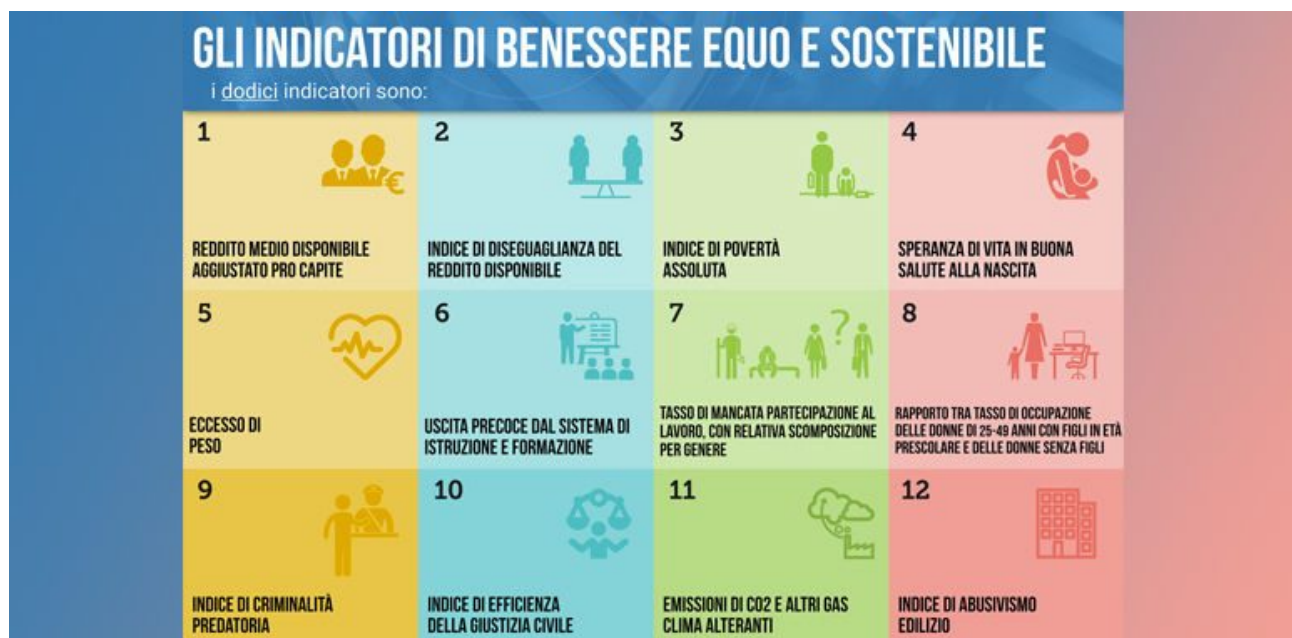 GLI INDICATORI DI BENESSERE EQUO E SOSTENIBILE
i dodici indicatori sono:
1
REDDITO MEDIO DISPONIBILE
AGGIUSTATO PRO CAPITE
2
INDICE DI DISEGUAGLIANZA DEL
REDDITO DISPONIBILE
3
INDICE DI POVERTÀ
ASSOLUTA
4
SPERANZA DI VITA IN BUONA
SALUTE ALLA NASCITA
5
ECCESSO DI
PESO
6
USCITA PRECOCE DAL SISTEMA DI
ISTRUZIONE E FORMAZIONE
7
TASSO DI MANCATA PARTECIPAZIONE AL
LAVORO, CON RELATIVA SCOMPOSIZIONE
PER GENERE
8
RAPPORTO TRA TASSO DI OCCUPAZIONE
DELLE DONNE DI 25-49 ANNI CON FIGLI IN ETÀ
PRESCOLARE E DELLE DONNE SENZA FIGLI
9
INDICE DI CRIMINALITÀ
PREDATORIA
10
INDICE DI EFFICIENZA
DELLA GIUSTIZIA CIVILE
11
EMISSIONI DI CO2 E ALTRI GAS
CLIMA ALTERANTI
12
INDICE DI ABUSIVISMO
EDILIZIO